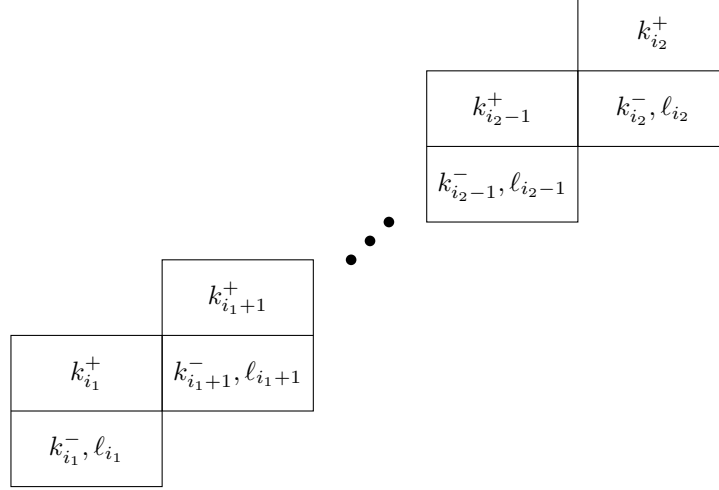 $k_{i_2}^+$
$k_{i_2-1}^+$ $k_{i_2}^-, \ell_{i_2}$
$k_{i_2-1}^-, \ell_{i_2-1}$
$k_{i_1+1}^+$
$k_{i_1}^+$ $k_{i_1+1}^-, \ell_{i_1+1}$
$k_{i_1}^-, \ell_{i_1}$